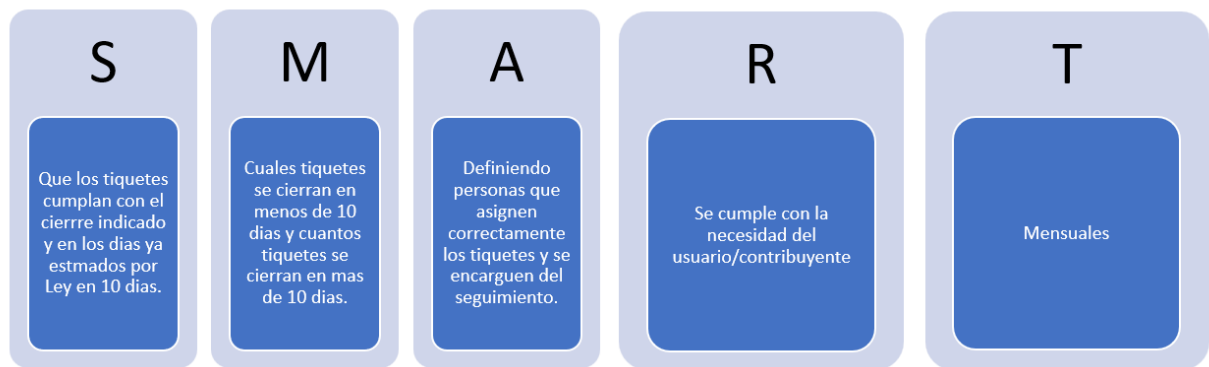 S
Que los tiquetes
cumplan con el
cierrre indicado
y en los dias ya
estmados por
Ley en 10 dias.
M
Cuales tiquetes
se cierran en
menos de 10
dias y cuantos
tiquetes se
cierran en mas
de 10 dias.
A
Definiendo
personas que
asignen
correctamente
los tiquetes y se
encarguen del
seguimiento.
R
Se cumple con la
necesidad del
usuario/contribuyente
T
Mensuales